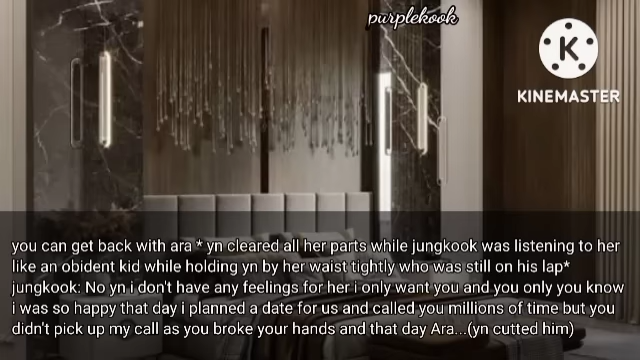 purplekook
K
KINEMASTER
you can get back with ara * yn cleared all her parts while jungkook was listening to her
like an obident kid while holding yn by her waist tightly who was still on his lap*
jungkook: No yn i don't have any feelings for her i only want you and you only you know
i was so happy that day i planned a date for us and called you millions of time but you
didn't pick up my call as you broke your hands and that day Ara...(yn cutted him)